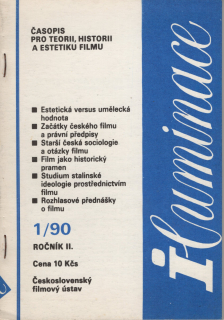 ČASOPIS
PRO TEORII, HISTORII
A ESTETIKU FILMU
Estetická versus umělecká
hodnota
Začátky českého filmu
a právní předpisy
Starší česká sociologie
a otázky filmu
Film jako historický
pramen
Studium stalinské
ideologie prostřednictvím
filmu
Rozhlasové přednášky
o filmu
1/90
ROČNÍK II.
Cena 10 Kčs
Československý
filmový ústav
iluminace